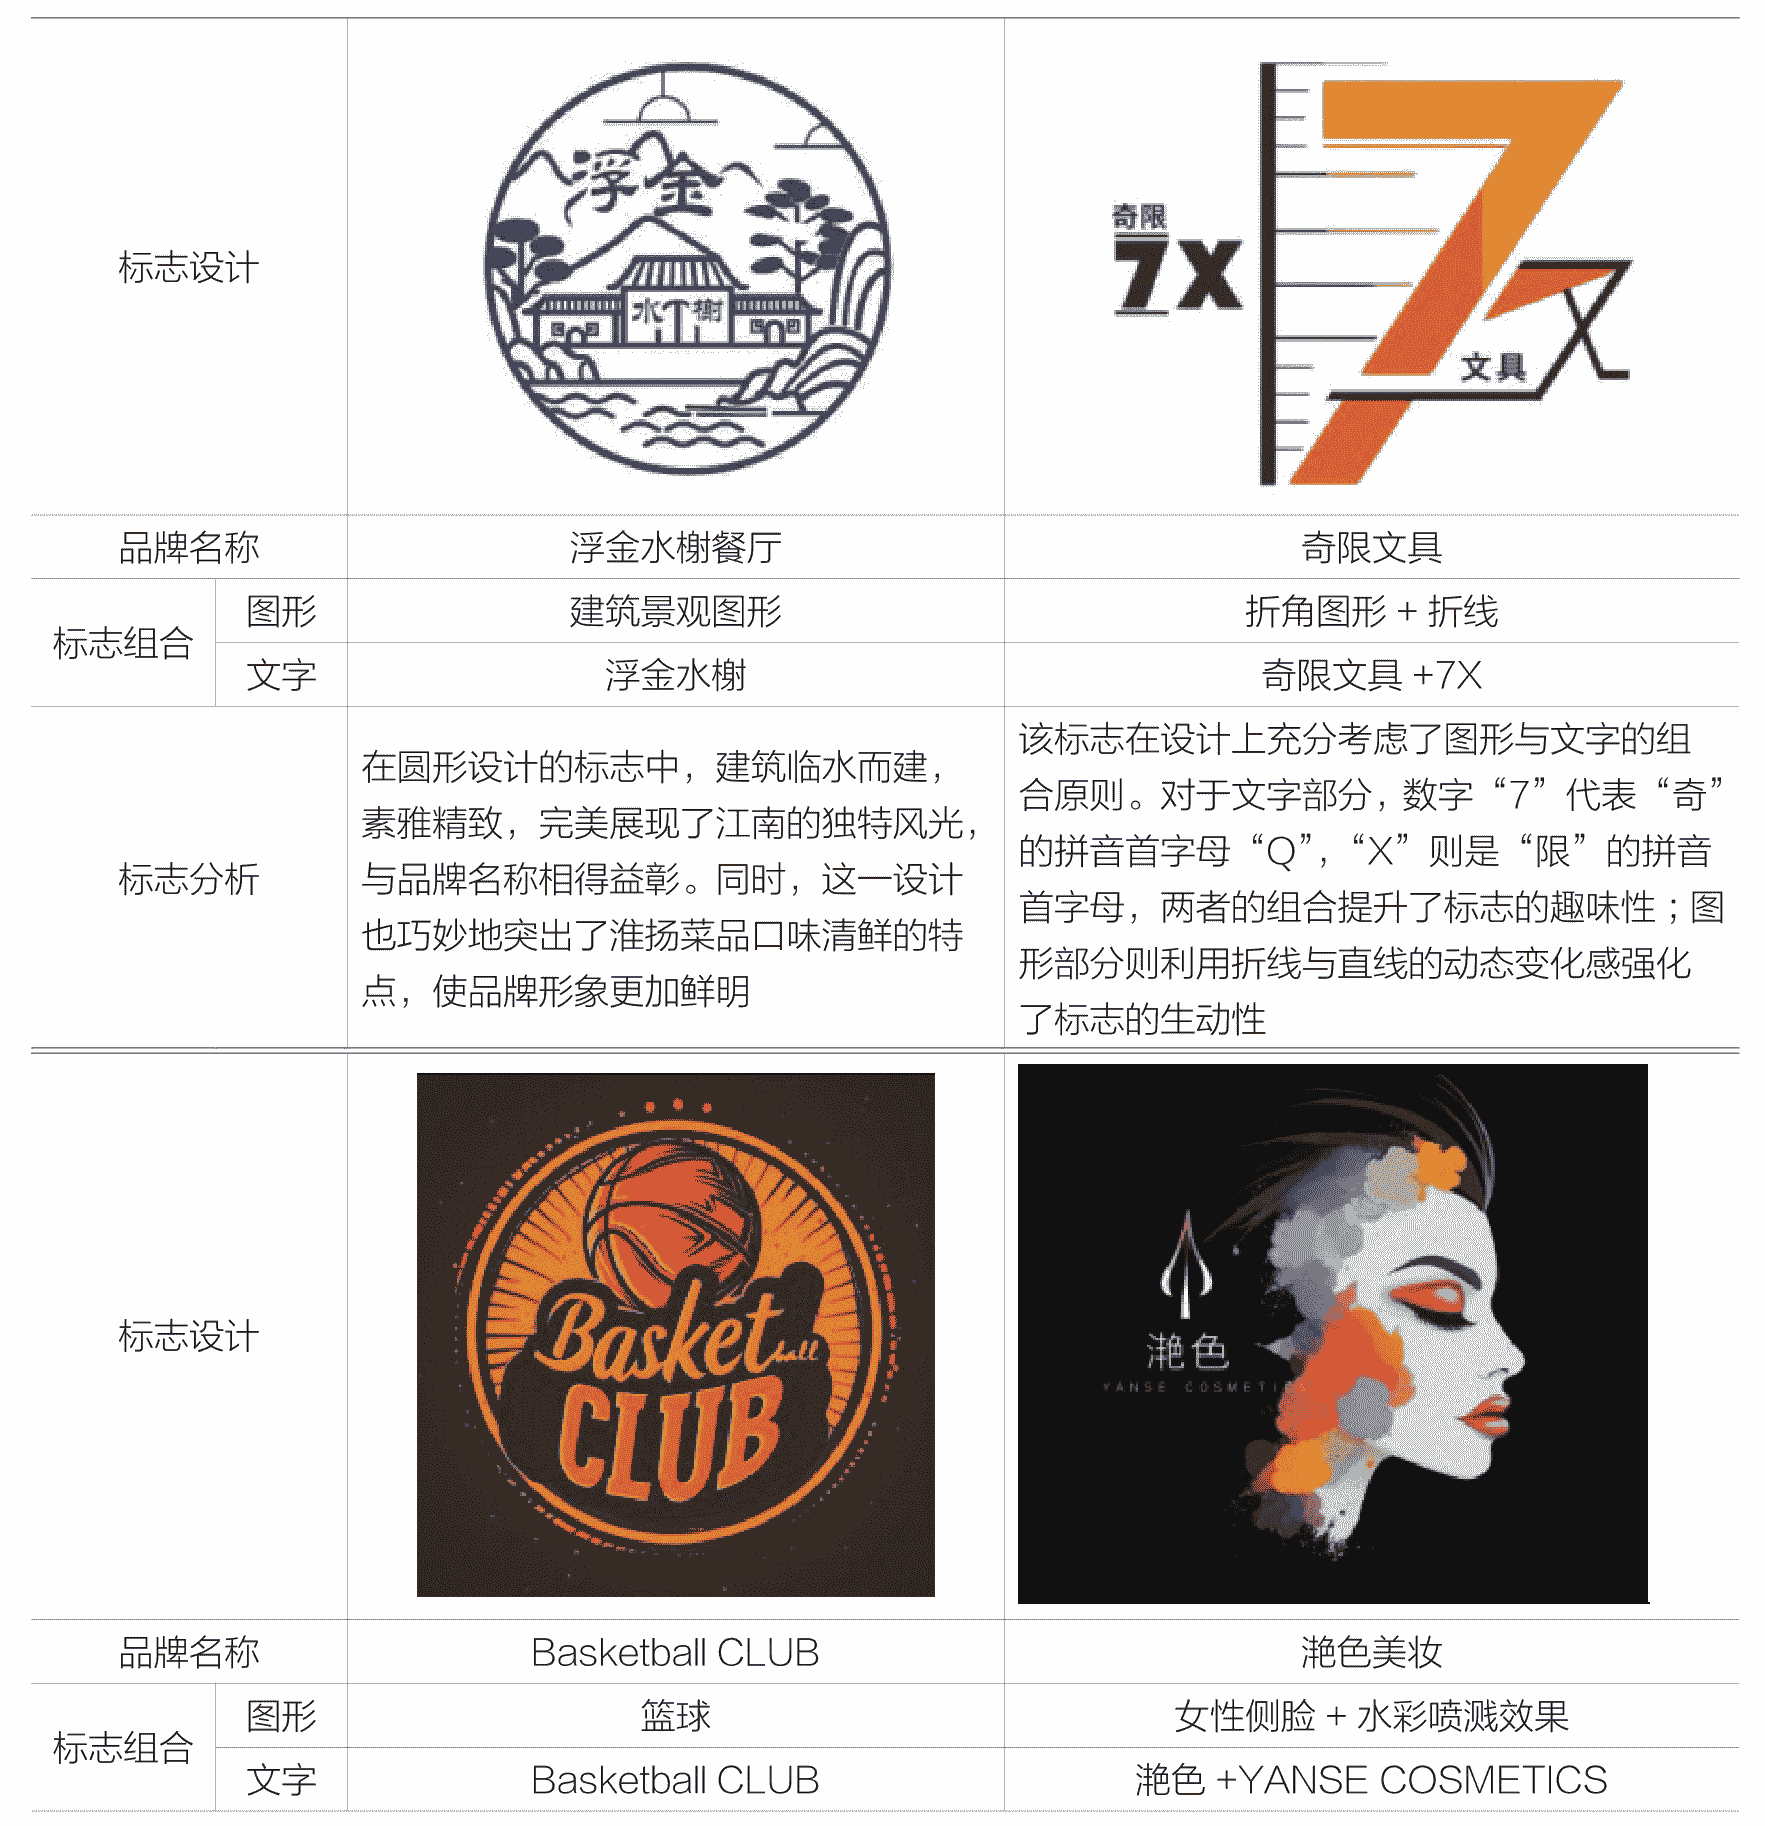 标志设计
浮金
水榭
奇限
7X
7X
文具
品牌名称
浮金水榭餐厅
奇限文具
标志组合
图形
建筑景观图形
折角图形 + 折线
文字
浮金水榭
奇限文具 +7X
标志分析
在圆形设计的标志中，建筑临水而建，
素雅精致，完美展现了江南的独特风光，
与品牌名称相得益彰。同时，这一设计
也巧妙地突出了淮扬菜品口味清鲜的特
点，使品牌形象更加鲜明
该标志在设计上充分考虑了图形与文字的组
合原则。对于文字部分，数字“7”代表“奇”
的拼音首字母“Q”，“X”则是“限”的拼音
首字母，两者的组合提升了标志的趣味性；图
形部分则利用折线与直线的动态变化感强化
了标志的生动性
标志设计
Basketball
CLUB
滟色
YANSE COSMETI
品牌名称
Basketball CLUB
滟色美妆
标志组合
图形
篮球
女性侧脸 + 水彩喷溅效果
文字
Basketball CLUB
滟色 +YANSE COSMETICS